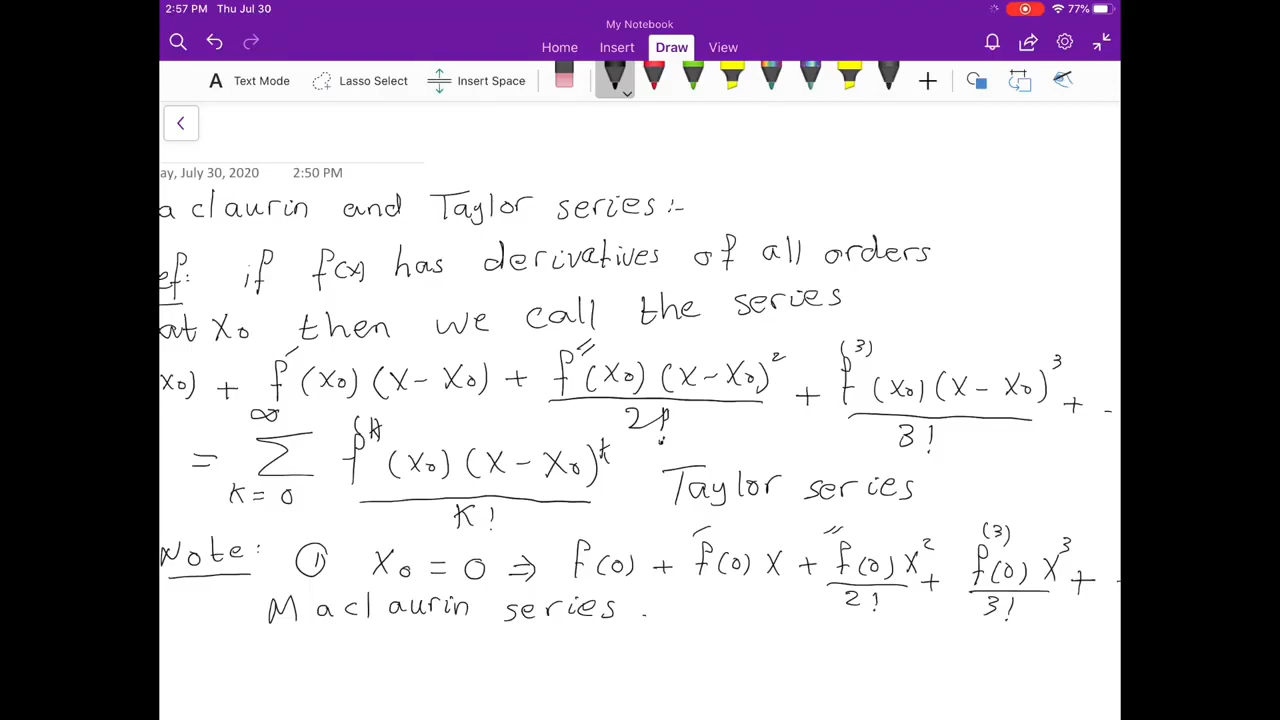 2:57 PM Thu Jul 30
77%
My Notebook
Home Insert Draw View
Text Mode Lasso Select Insert Space
ay, July 30, 2020 2:50 PM
aclaurin and Taylor series:-
ef: if f(x) has derivatives of all orders
at x₀ then we call the series
x₀) + f′(x₀)(x-x₀) + f″(x₀)(x-x₀)²/2! + f⁽³⁾(x₀)(x-x₀)³/3! + -
= ∞∑k=0 f⁽ᵏ⁾(x₀)(x-x₀)ᵏ/k! Taylor series
Note: ① x₀ = 0 ⇒ f(0) + f′(0)x + f″(0)x²/2! + f⁽³⁾(0)x³/3! + -
Maclaurin series.